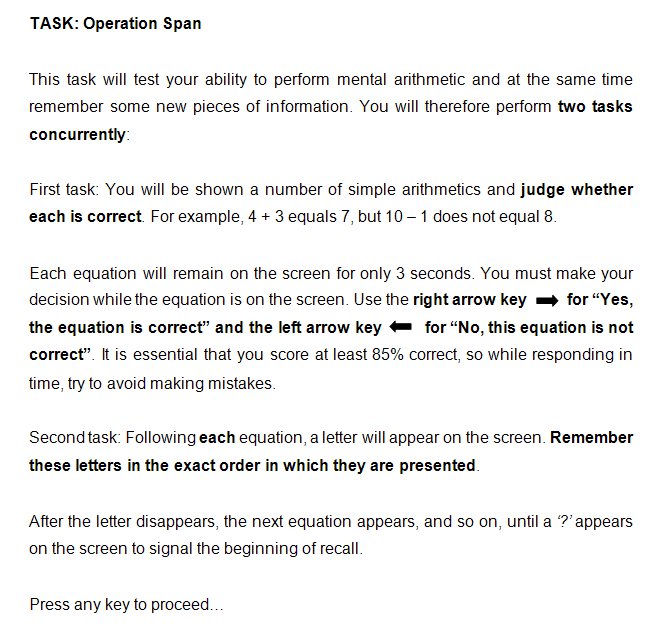 TASK: Operation Span
This task will test your ability to perform mental arithmetic and at the same time
remember some new pieces of information. You will therefore perform two tasks
concurrently:
First task: You will be shown a number of simple arithmetics and judge whether
each is correct. For example, 4 + 3 equals 7, but 10 – 1 does not equal 8.
Each equation will remain on the screen for only 3 seconds. You must make your
decision while the equation is on the screen. Use the right arrow key ➡ for “Yes,
the equation is correct” and the left arrow key ⬅ for “No, this equation is not
correct”. It is essential that you score at least 85% correct, so while responding in
time, try to avoid making mistakes.
Second task: Following each equation, a letter will appear on the screen. Remember
these letters in the exact order in which they are presented.
After the letter disappears, the next equation appears, and so on, until a ‘?’ appears
on the screen to signal the beginning of recall.
Press any key to proceed…